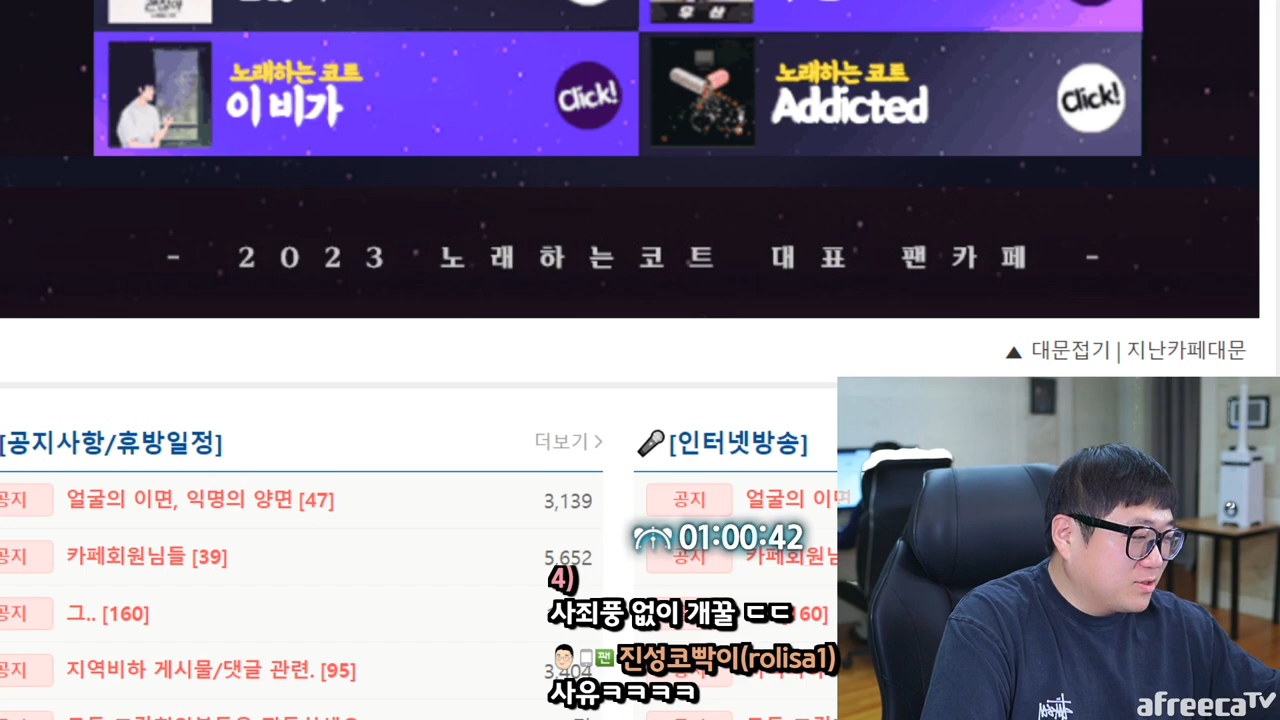 우산
노래하는 코트
이 비가
Click!
노래하는 코트
Addicted
Click!
- 2023 노래하는코트 대표 팬카페 -
▲ 대문접기 | 지난카페대문
[공지사항/휴방일정]
더보기 >
[인터넷방송]
공지 얼굴의 이면, 익명의 양면 [47] 3,139
공지 얼굴의 이면
01:00:42
공지 카페회원님들 [39] 5,652
공지 카페회원님
4)
공지 그.. [160]
사죄풍 없이 개꿀 ㄷㄷ
160]
공지 지역비하 게시물/댓글 관련. [95] 3,404
팬 진성코빡이(rolisa1)
사유ㅋㅋㅋㅋ
afreecaTV